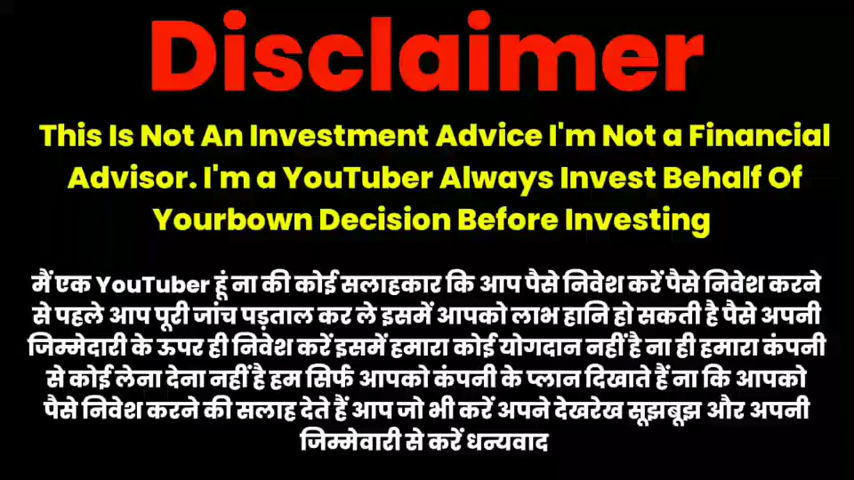 Disclaimer
This Is Not An Investment Advice I'm Not a Financial
Advisor. I'm a YouTuber Always Invest Behalf Of
Yourbown Decision Before Investing
मैं एक YouTuber हूं ना की कोई सलाहकार कि आप पैसे निवेश करें पैसे निवेश करने
से पहले आप पूरी जांच पड़ताल कर ले इसमें आपको लाभ हानि हो सकती है पैसे अपनी
जिम्मेदारी के ऊपर ही निवेश करें इसमें हमारा कोई योगदान नहीं है ना ही हमारा कंपनी
से कोई लेना देना नहीं है हम सिर्फ आपको कंपनी के प्लान दिखाते हैं ना कि आपको
पैसे निवेश करने की सलाह देते हैं आप जो भी करें अपने देखरेख सूझबूझ और अपनी
जिम्मेवारी से करें धन्यवाद